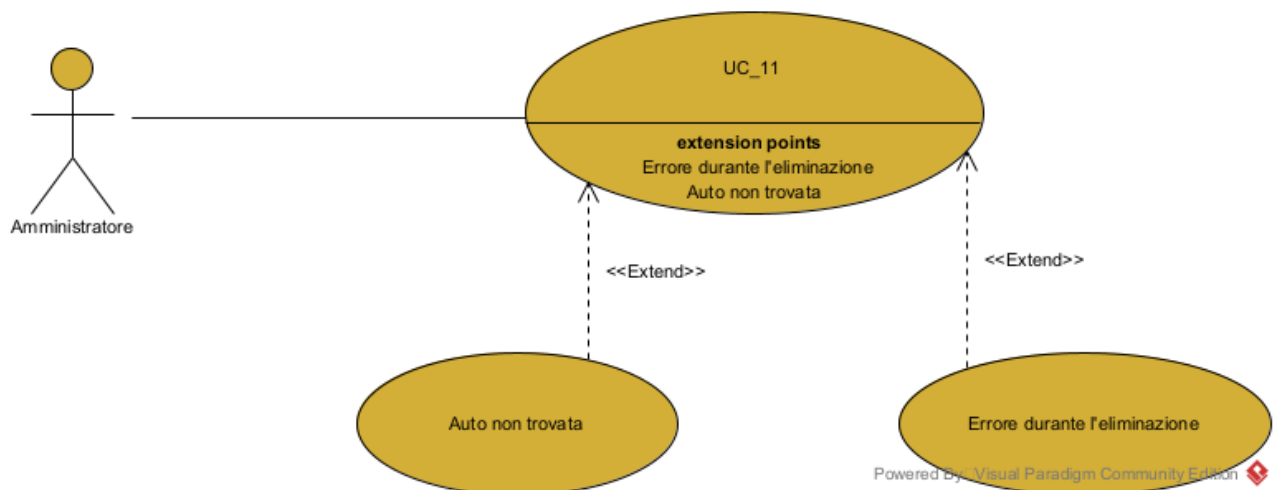 UC_11
extension points
Errore durante l'eliminazione
Auto non trovata
Amministratore
<<Extend>>
<<Extend>>
Auto non trovata
Errore durante l'eliminazione
Powered By Visual Paradigm Community Edition